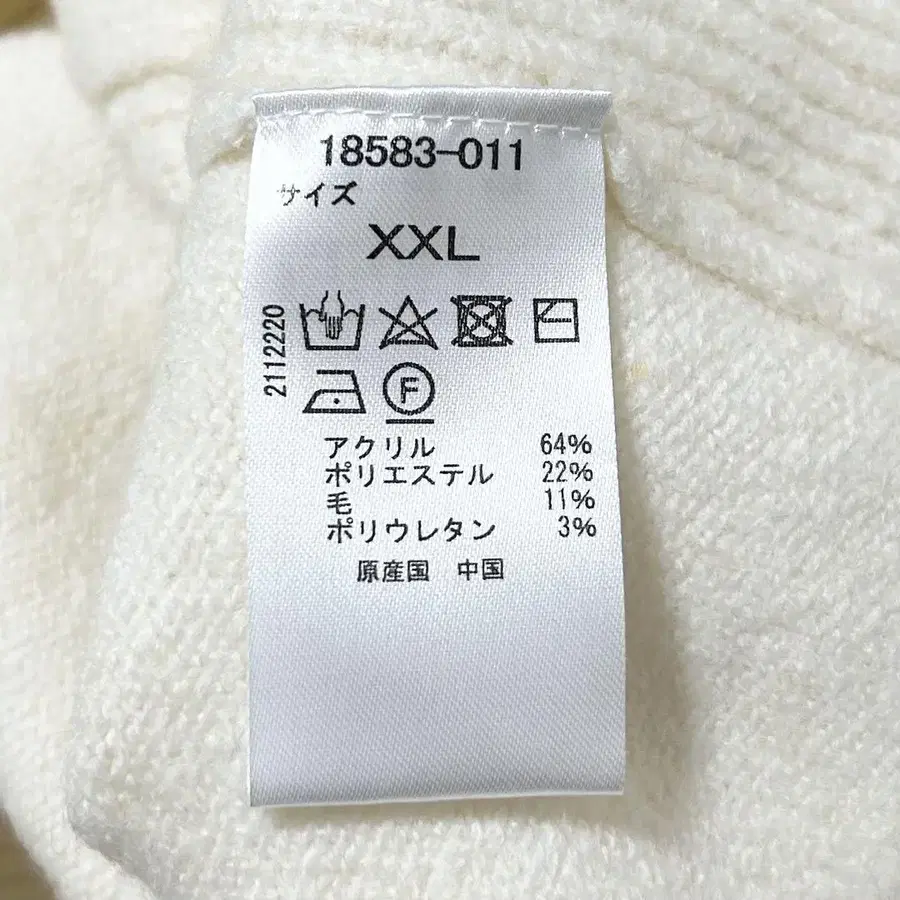 18583-011
サイズ
XXL
2112220
F
アクリル 64%
ポリエステル 22%
毛 11%
ポリウレタン 3%
原産国 中国